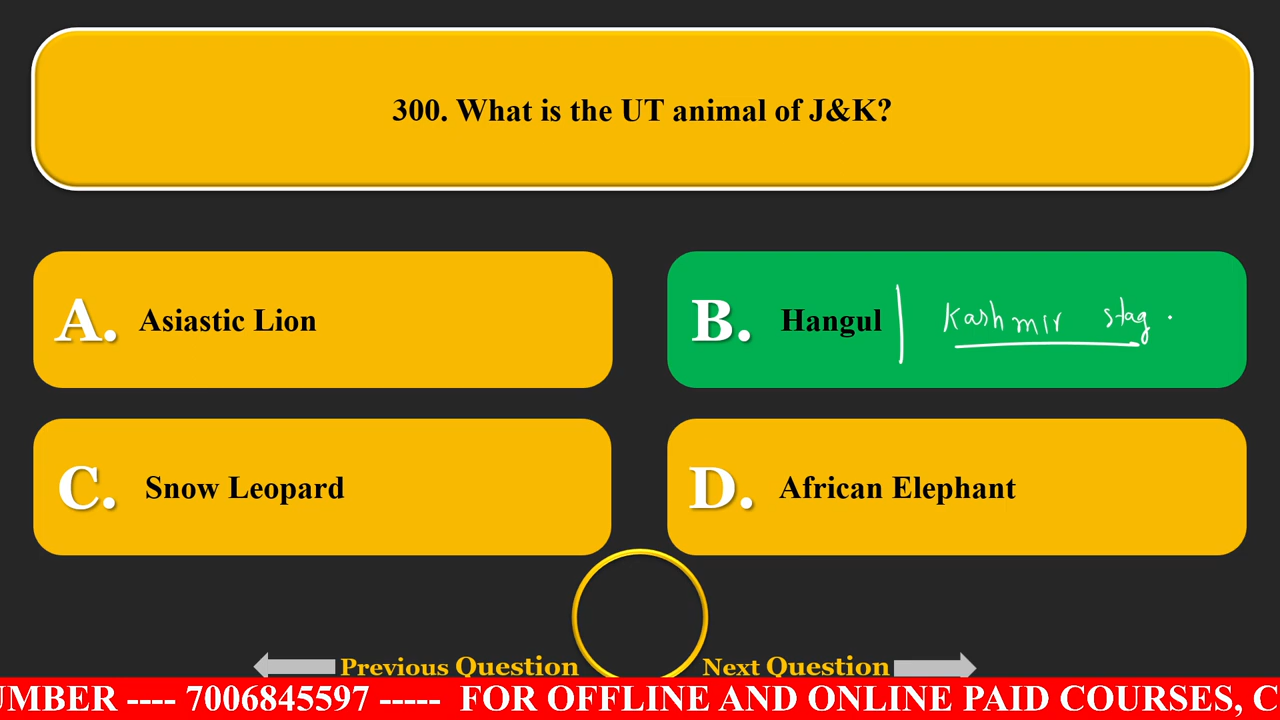 300. What is the UT animal of J&K?
A. Asiastic Lion
B. Hangul | Kashmir stag.
C. Snow Leopard
D. African Elephant
Previous Question Next Question
UMBER ---- 7006845597 ----- FOR OFFLINE AND ONLINE PAID COURSES, C